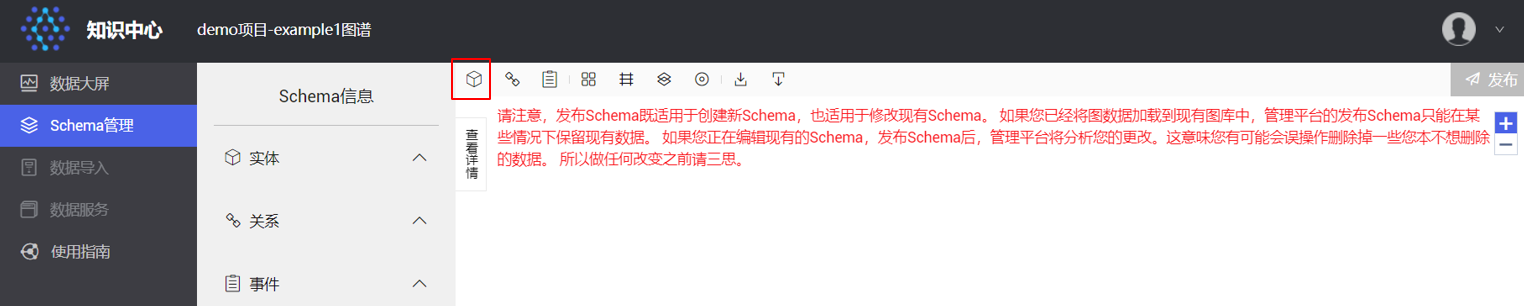 知识中心
demo项目-example1图谱
数据大屏
Schema管理
数据导入
数据服务
使用指南
Schema信息
实体
关系
事件
发布
查看详情
请注意，发布Schema既适用于创建新Schema，也适用于修改现有Schema。 如果您已经将图数据加载到现有图库中，管理平台的发布Schema只能在某
些情况下保留现有数据。 如果您正在编辑现有的Schema，发布Schema后，管理平台将分析您的更改。这意味您有可能会误操作删除掉一些您本不想删除
的数据。 所以做任何改变之前请三思。